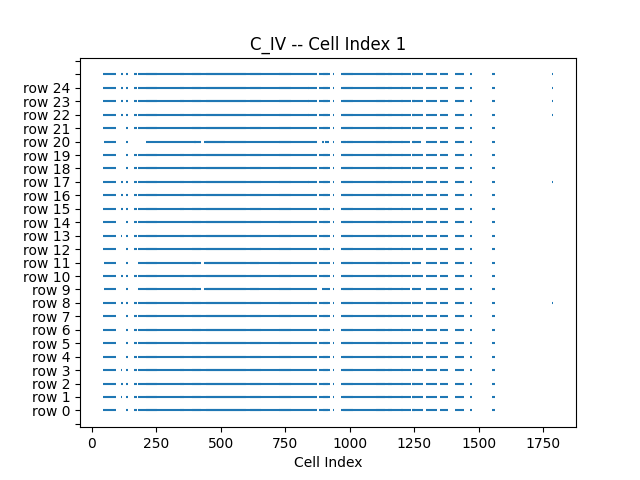 C_IV -- Cell Index 1
row 24
row 23
row 22
row 21
row 20
row 19
row 18
row 17
row 16
row 15
row 14
row 13
row 12
row 11
row 10
row 9
row 8
row 7
row 6
row 5
row 4
row 3
row 2
row 1
row 0
0 250 500 750 1000 1250 1500 1750
Cell Index